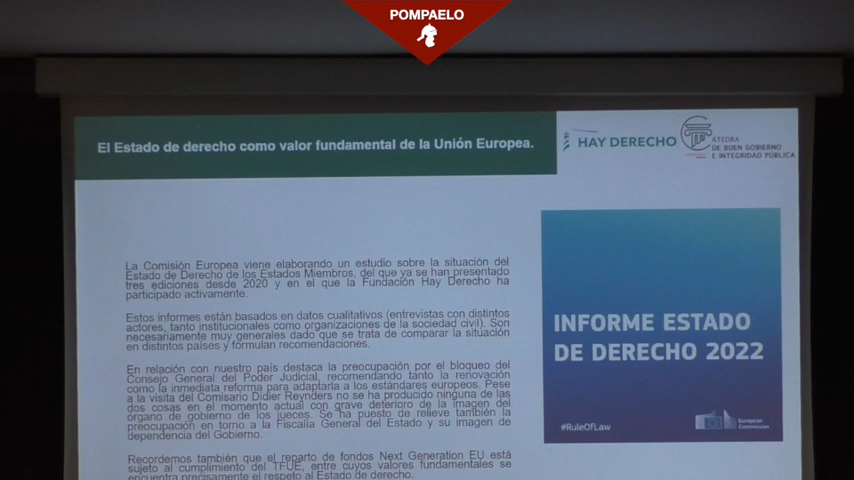 POMPAELO
El Estado de derecho como valor fundamental de la Unión Europea.
HAY DERECHO
CÁTEDRA
DE BUEN GOBIERNO
E INTEGRIDAD PÚBLICA
La Comisión Europea viene elaborando un estudio sobre la situación del
Estado de Derecho de los Estados Miembros, del que ya se han presentado
tres ediciones desde 2020 y en el que la Fundación Hay Derecho ha
participado activamente.
Estos informes están basados en datos cualitativos (entrevistas con distintos
actores, tanto institucionales como organizaciones de la sociedad civil). Son
necesariamente muy generales dado que se trata de comparar la situación
en distintos países y formulan recomendaciones.
En relación con nuestro país destaca la preocupación por el bloqueo del
Consejo General del Poder Judicial, recomendando tanto la renovación
como la inmediata reforma para adaptarla a los estándares europeos. Pese
a la visita del Comisario Didier Reynders no se ha producido ninguna de las
dos cosas en el momento actual con grave deterioro de la imagen del
órgano de gobierno de los jueces. Se ha puesto de relieve también la
preocupación en torno a la Fiscalía General del Estado y su imagen de
dependencia del Gobierno.
Recordemos también que el reparto de fondos Next Generation EU está
sujeto al cumplimiento del TFUE, entre cuyos valores fundamentales se
encuentra precisamente el respeto al Estado de derecho.
INFORME ESTADO
DE DERECHO 2022
#RuleOfLaw
European
Commission